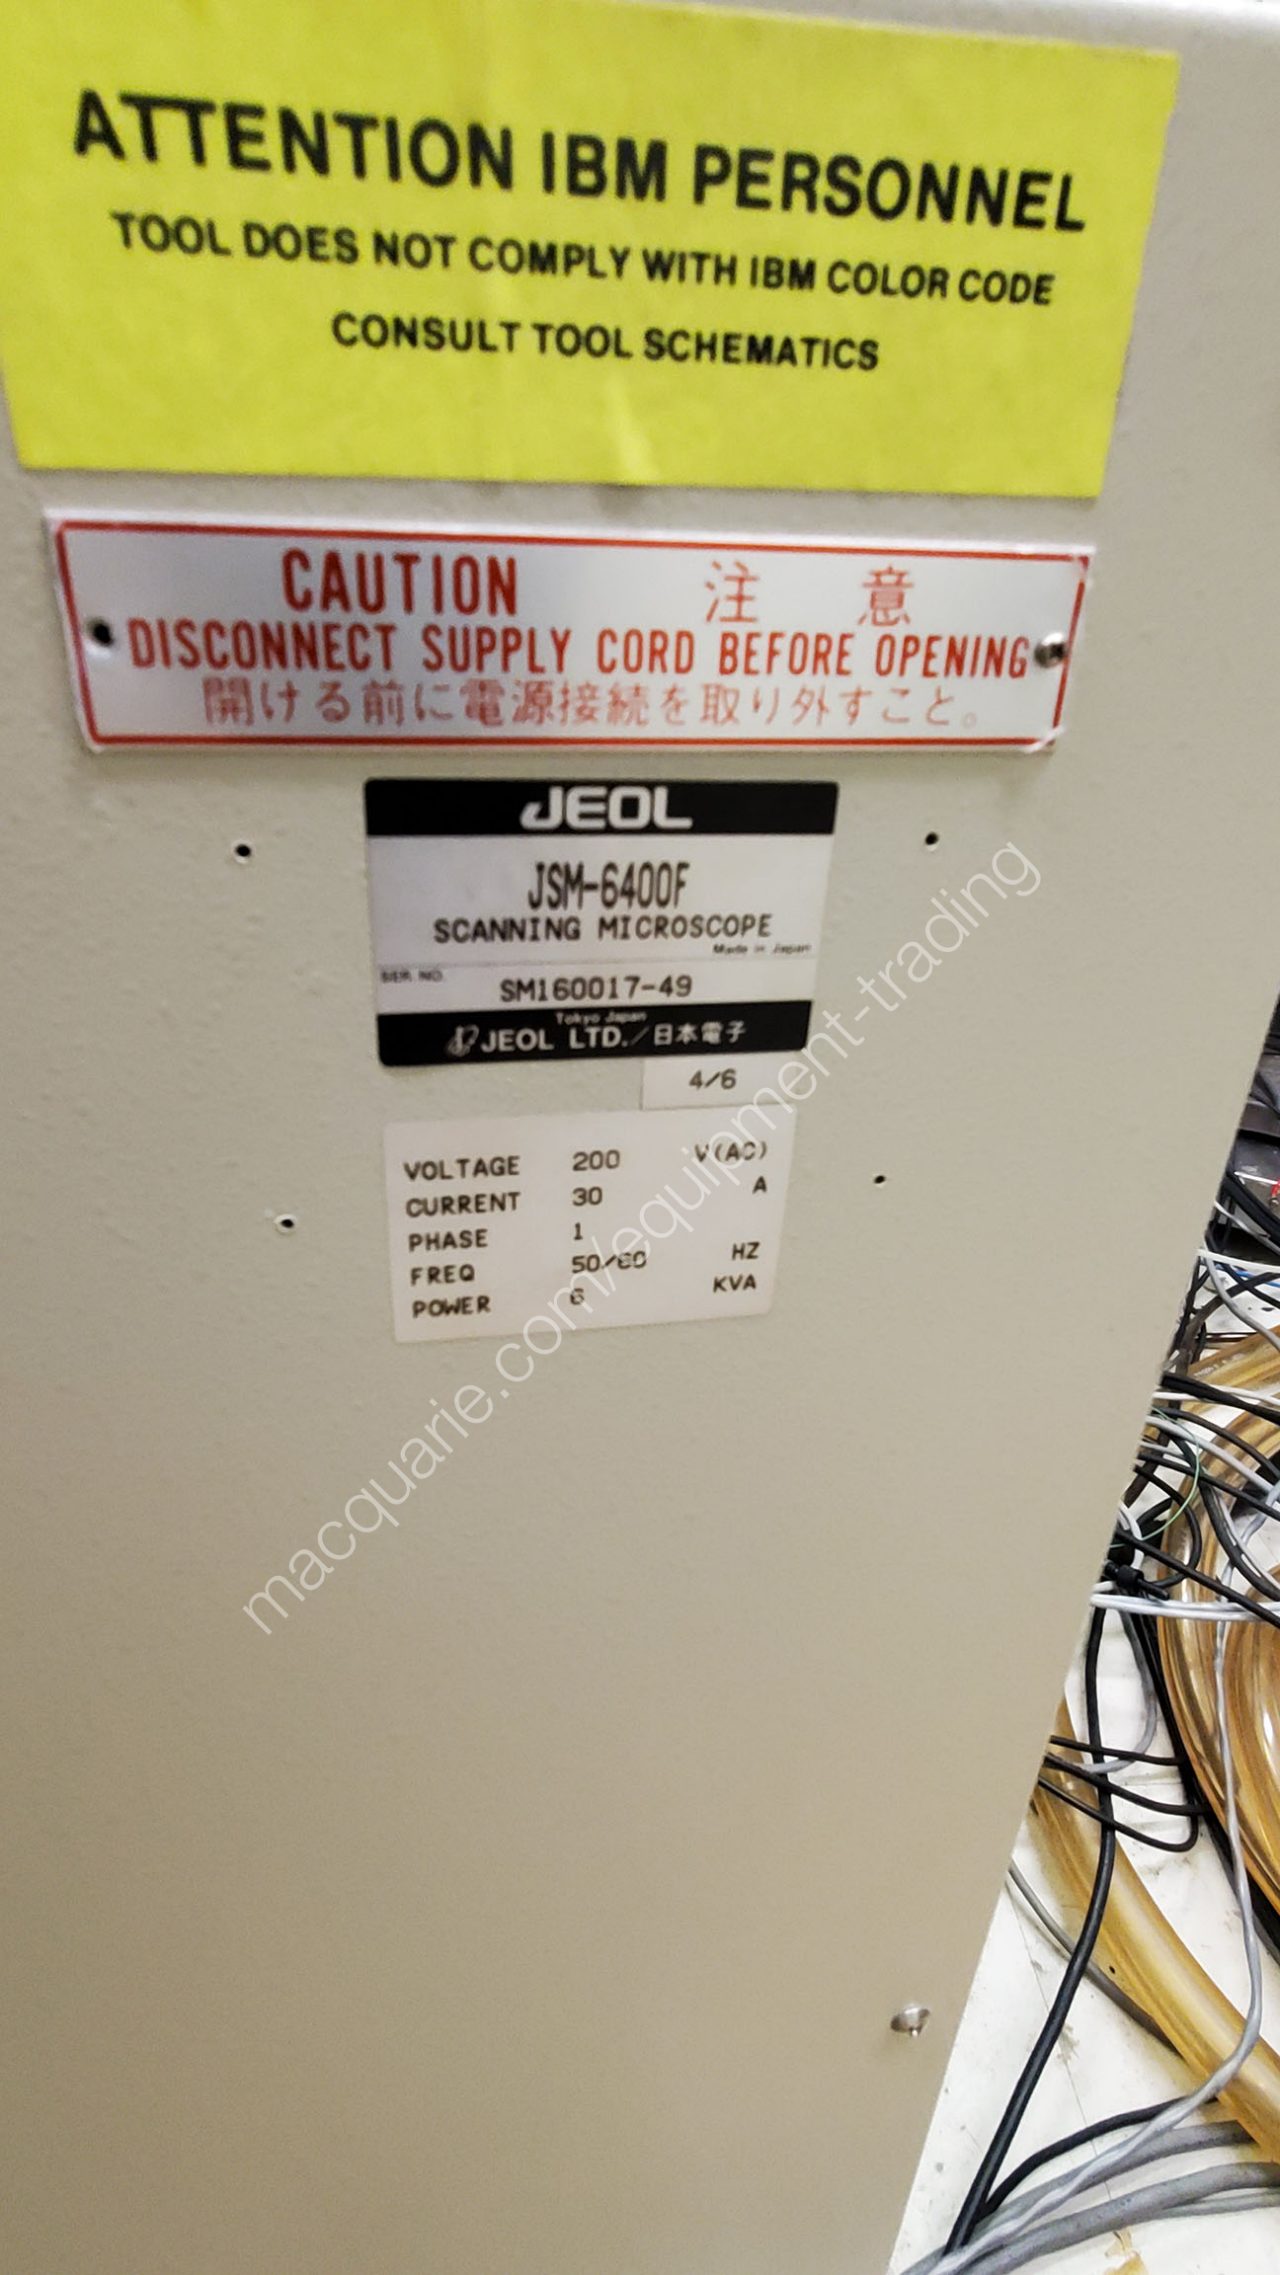 ATTENTION IBM PERSONNEL
TOOL DOES NOT COMPLY WITH IBM COLOR CODE
CONSULT TOOL SCHEMATICS
CAUTION 注意
DISCONNECT SUPPLY CORD BEFORE OPENING
開ける前に電源接続を取り外すこと。
JEOL
JSM-6400F
SCANNING MICROSCOPE
Made in Japan
SER. NO. SM160017-49
Tokyo Japan
JEOL LTD./日本電子
4/6
VOLTAGE 200 V(AC)
CURRENT 30 A
PHASE 1
FREQ 50/60 HZ
POWER 6 KVA
macquarie.com/equipment-trading